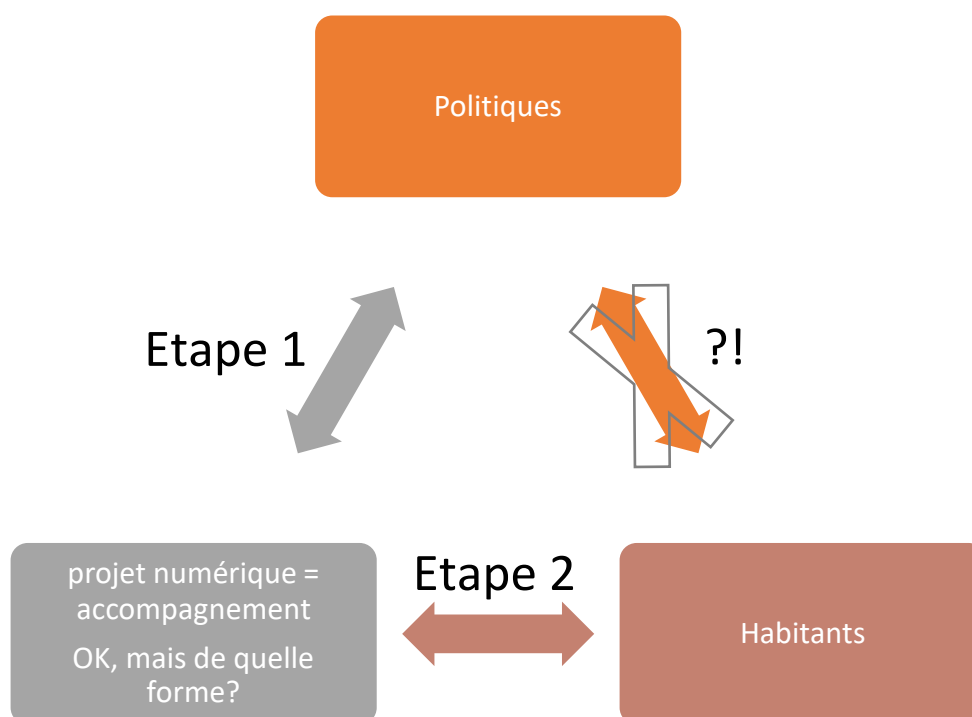 Politiques
Etape 1
?!
Etape 2
projet numérique =
accompagnement
OK, mais de quelle
forme?
Habitants